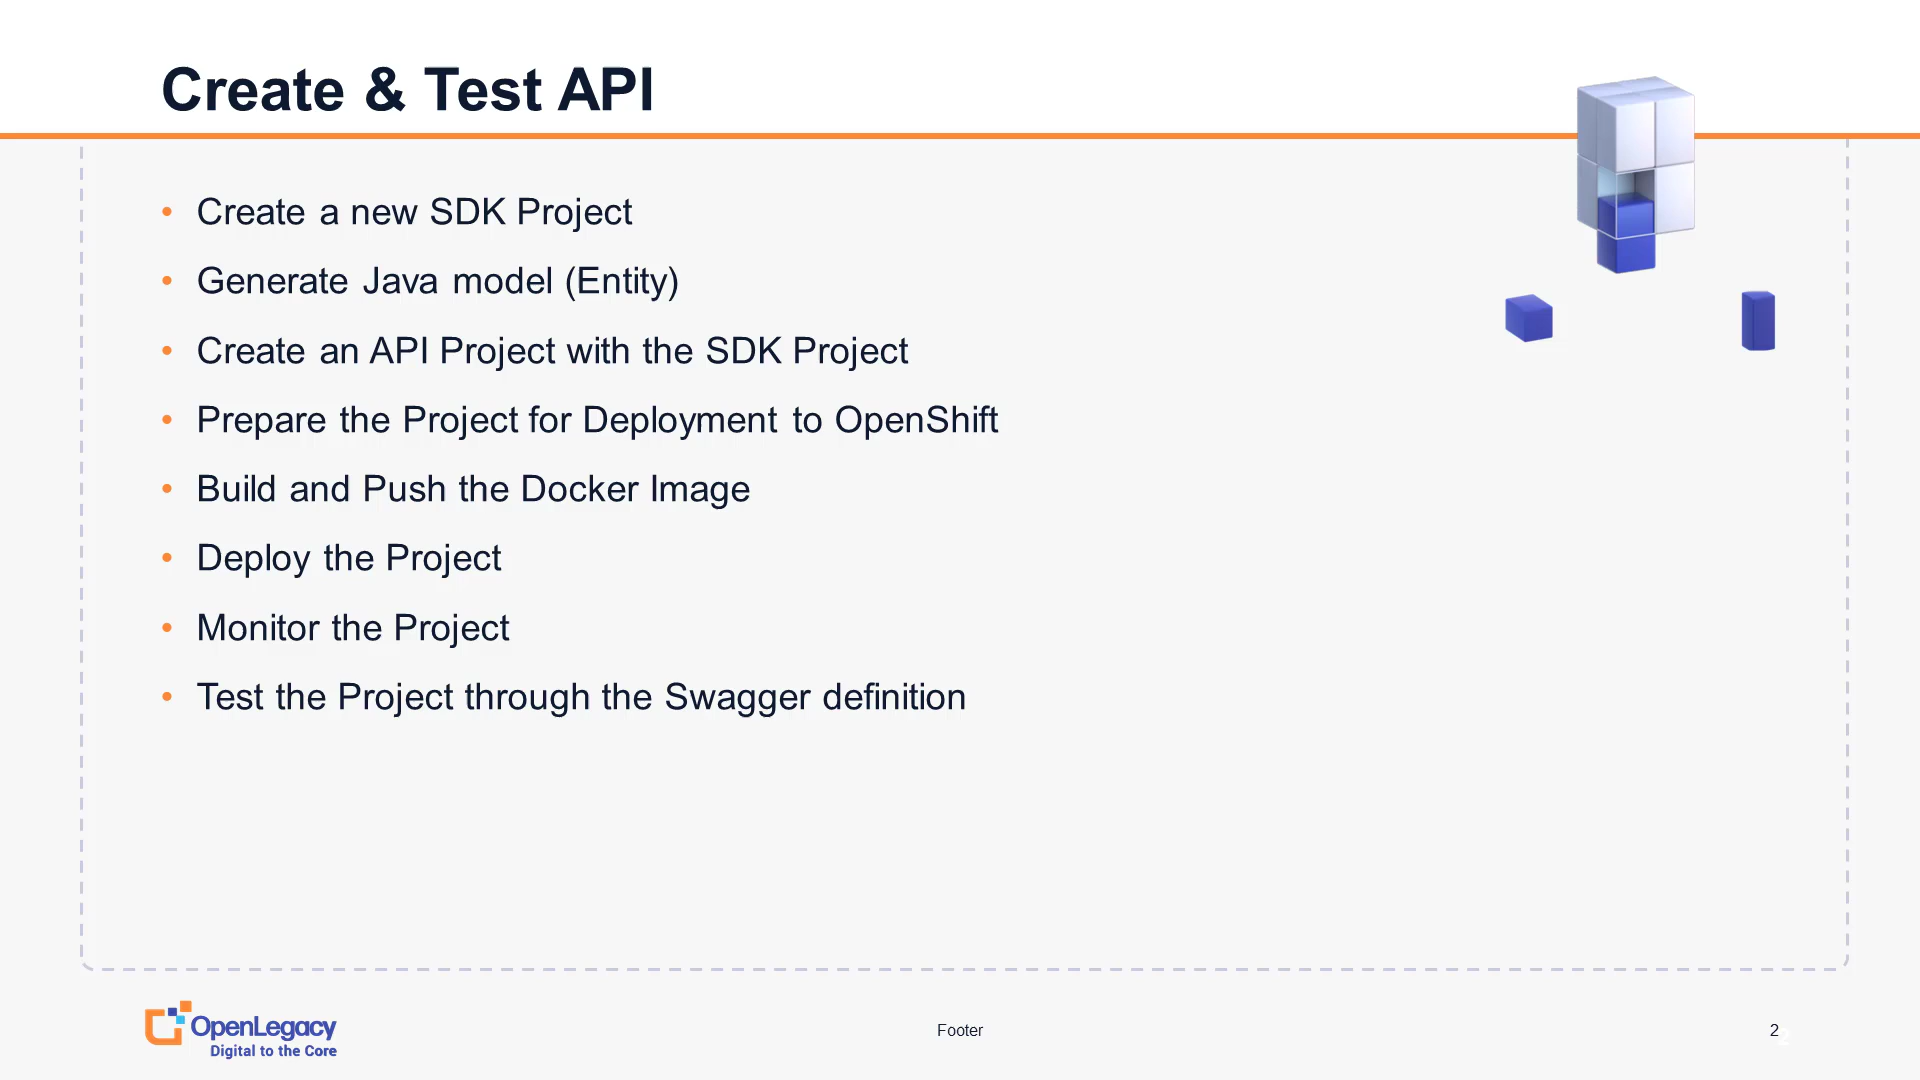 Create & Test API
• Create a new SDK Project
• Generate Java model (Entity)
• Create an API Project with the SDK Project
• Prepare the Project for Deployment to OpenShift
• Build and Push the Docker Image
• Deploy the Project
• Monitor the Project
• Test the Project through the Swagger definition
OpenLegacy
Digital to the Core
Footer
2